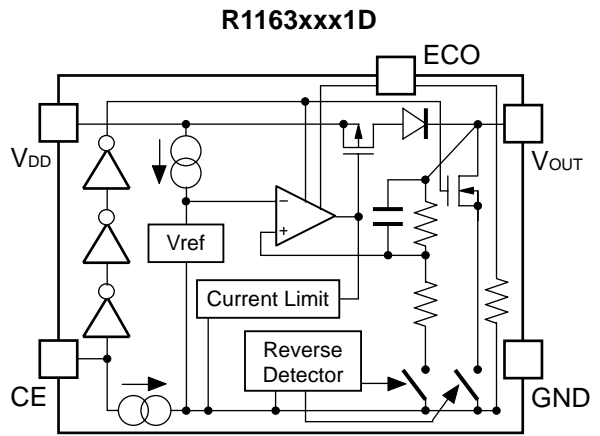 R1163xxx1D
ECO
VDD
VOUT
−
+
Vref
Current Limit
Reverse
Detector
CE
GND